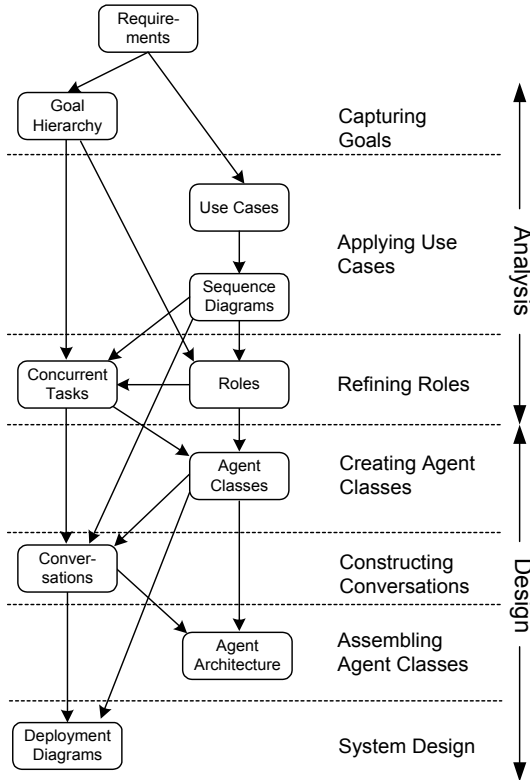 Require-
ments
Goal
Hierarchy
Capturing
Goals
Use Cases
Applying Use
Cases
Sequence
Diagrams
Analysis
Concurrent
Tasks
Roles
Refining Roles
Agent
Classes
Creating Agent
Classes
Conver-
sations
Constructing
Conversations
Design
Agent
Architecture
Assembling
Agent Classes
Deployment
Diagrams
System Design